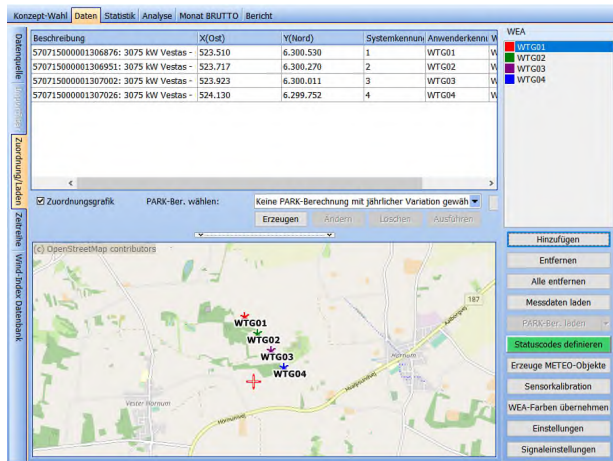 Konzept-Wahl Daten Statistik Analyse Monat BRUTTO Bericht
Datenquelle
Zuordnung/Laden
Zeitreihe
Wind-Index Datenbank
Beschreibung X(Ost) Y(Nord) Systemkennung Anwenderkennu W
570715000001306876: 3075 kW Vestas - 523.510 6.300.530 1 WTG01 W
570715000001306951: 3075 kW Vestas - 523.717 6.300.270 2 WTG02 W
570715000001307002: 3075 kW Vestas - 523.923 6.300.011 3 WTG03 W
570715000001307026: 3075 kW Vestas - 524.130 6.299.752 4 WTG04 W
Zuordnungsgrafik PARK-Ber. wählen: Keine PARK-Berechnung mit jährlicher Variation gewäh
Erzeugen Ändern Löschen Ausführen
(c) OpenStreetMap contributors
187
Aalborgvej
WTG01
WTG02
WTG03
WTG04
Hornum
Vester Hornum
Hornumvej
WEA
WTG01
WTG02
WTG03
WTG04
Hinzufügen
Entfernen
Alle entfernen
Messdaten laden
PARK-Ber. laden
Statuscodes definieren
Erzeuge METEO-Objekte
Sensorkalibration
WEA-Farben übernehmen
Einstellungen
Signaleinstellungen